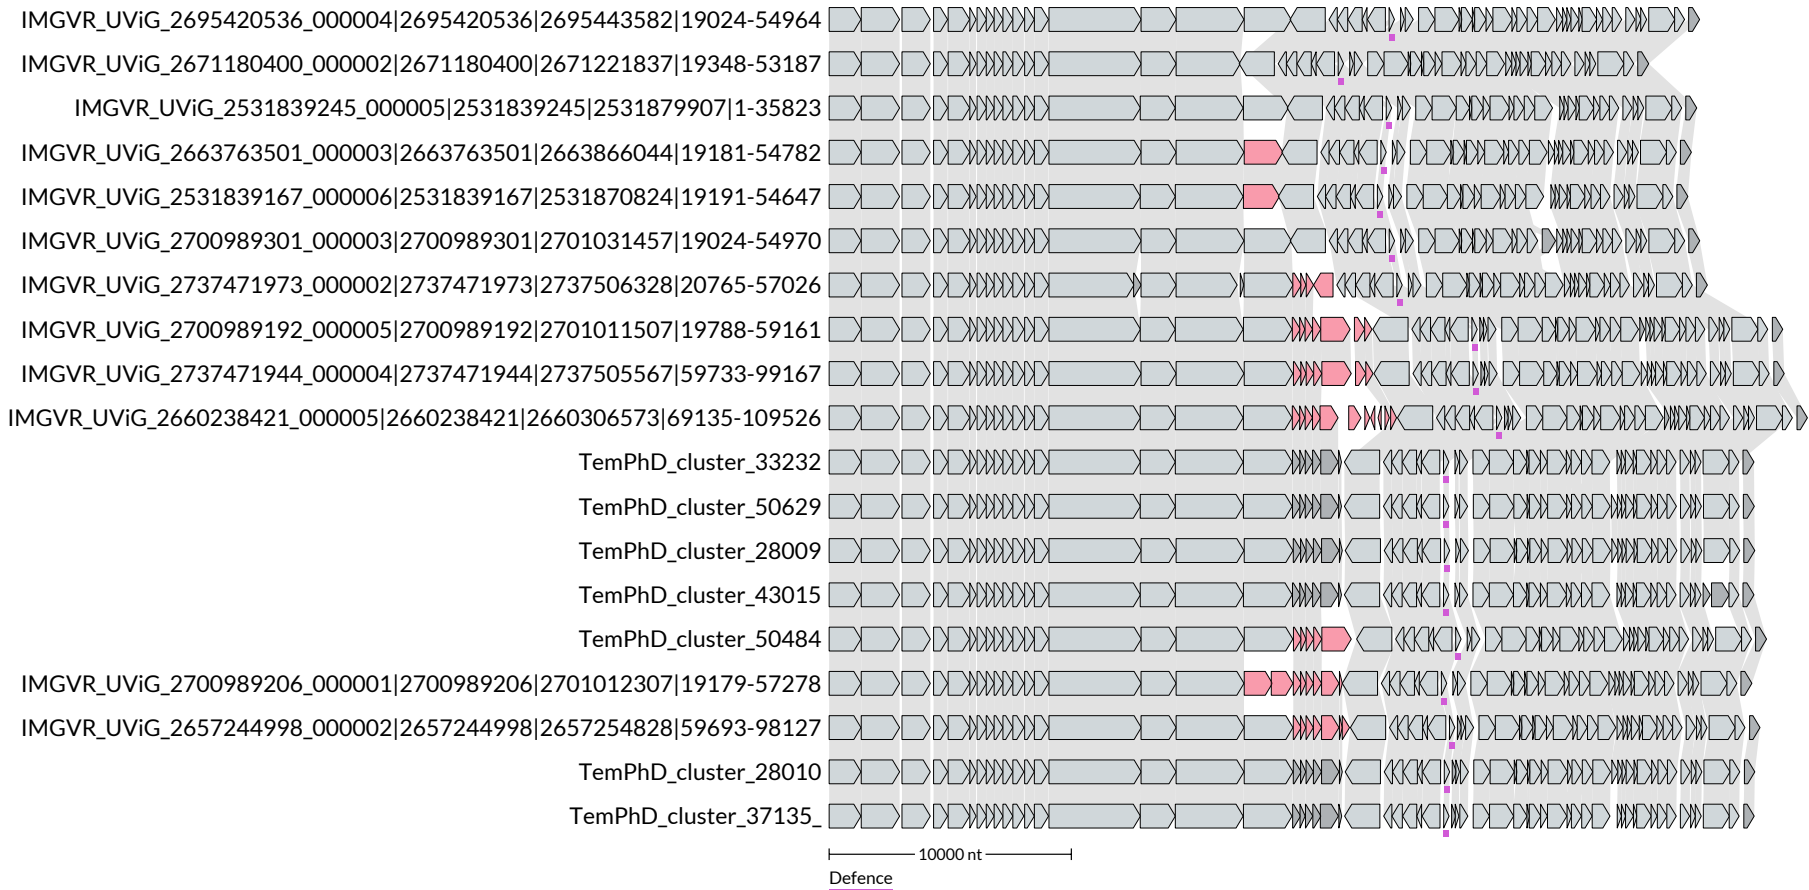 IMGVR_UViG_2695420536_000004|2695420536|2695443582|19024-54964
IMGVR_UViG_2671180400_000002|2671180400|2671221837|19348-53187
IMGVR_UViG_2531839245_000005|2531839245|2531879907|1-35823
IMGVR_UViG_2663763501_000003|2663763501|2663866044|19181-54782
IMGVR_UViG_2531839167_000006|2531839167|2531870824|19191-54647
IMGVR_UViG_2700989301_000003|2700989301|2701031457|19024-54970
IMGVR_UViG_2737471973_000002|2737471973|2737506328|20765-57026
IMGVR_UViG_2700989192_000005|2700989192|2701011507|19788-59161
IMGVR_UViG_2737471944_000004|2737471944|2737505567|59733-99167
IMGVR_UViG_2660238421_000005|2660238421|2660306573|69135-109526
TemPhD_cluster_33232
TemPhD_cluster_50629
TemPhD_cluster_28009
TemPhD_cluster_43015
TemPhD_cluster_50484
IMGVR_UViG_2700989206_000001|2700989206|2701012307|19179-57278
IMGVR_UViG_2657244998_000002|2657244998|2657254828|59693-98127
TemPhD_cluster_28010
TemPhD_cluster_37135_
10000 nt
Defence